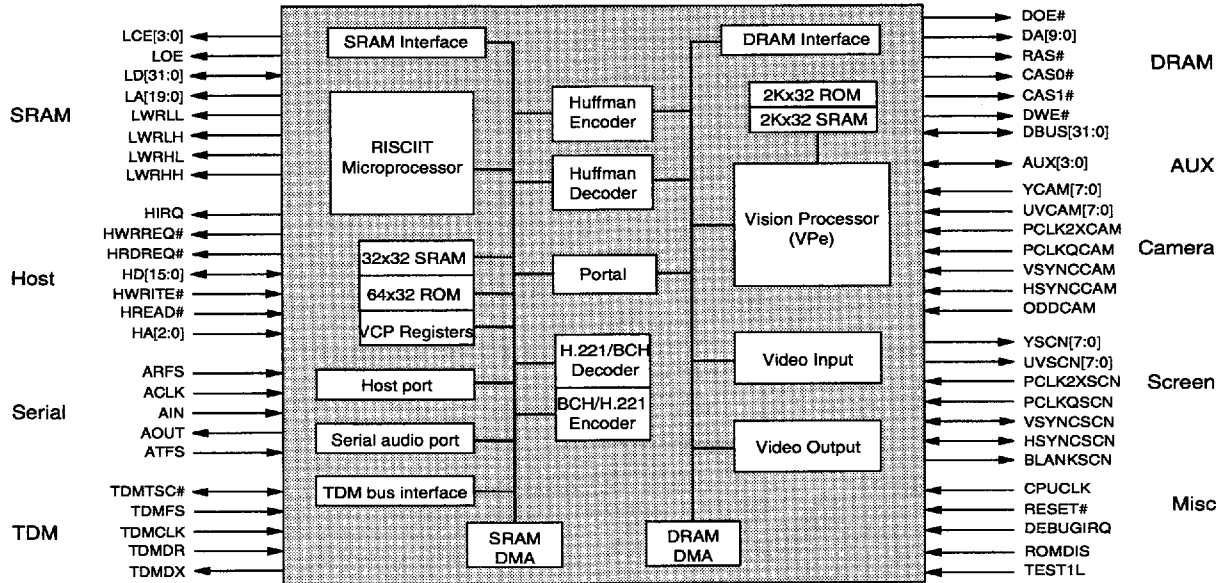 SRAM
LCE[3:0]
LOE
LD[31:0]
LA[19:0]
LWRLL
LWRLH
LWRHL
LWRHH
Host
HIRQ
HWRREQ#
HRDREQ#
HD[15:0]
HWRITE#
HREAD#
HA[2:0]
Serial
ARFS
ACLK
AIN
AOUT
ATFS
TDM
TDMTSC#
TDMFS
TDMCLK
TDMDR
TDMDX
SRAM Interface
RISCIIT
Microprocessor
32x32 SRAM
64x32 ROM
VCP Registers
Host port
Serial audio port
TDM bus interface
Huffman
Encoder
Huffman
Decoder
Portal
H.221/BCH
Decoder
BCH/H.221
Encoder
SRAM
DMA
DRAM
DMA
DRAM Interface
2Kx32 ROM
2Kx32 SRAM
Vision Processor
(VPe)
Video Input
Video Output
DOE#
DA[9:0]
RAS#
CAS0#
CAS1#
DWE#
DBUS[31:0]
DRAM
AUX[3:0]
AUX
YCAM[7:0]
UVCAM[7:0]
PCLK2XCAM
PCLKQCAM
VSYNCCAM
HSYNCCAM
ODDCAM
Camera
YSCN[7:0]
UVSCN[7:0]
PCLK2XSCN
PCLKQSCN
VSYNCSCN
HSYNCSCN
BLANKSCN
Screen
CPUCLK
RESET#
DEBUGIRQ
ROMDIS
TEST1L
Misc